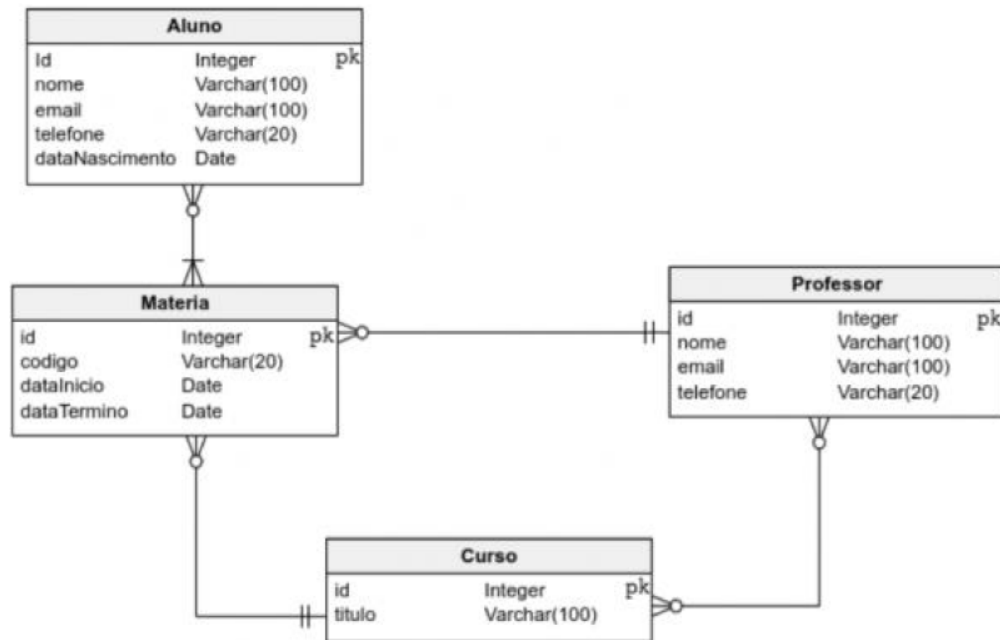 Aluno
Id Integer pk
nome Varchar(100)
email Varchar(100)
telefone Varchar(20)
dataNascimento Date
Materia
id Integer pk
codigo Varchar(20)
dataInicio Date
dataTermino Date
Professor
id Integer pk
nome Varchar(100)
email Varchar(100)
telefone Varchar(20)
Curso
id Integer pk
titulo Varchar(100)